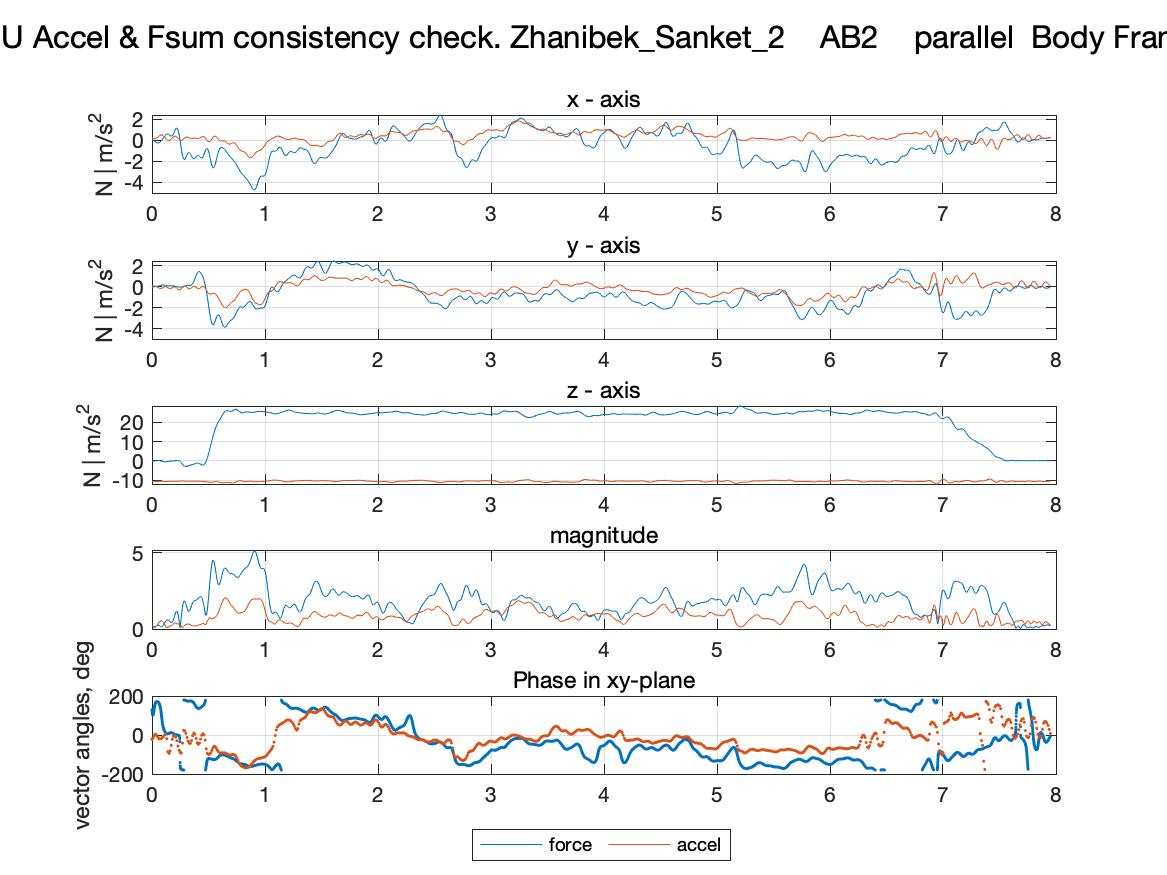 U Accel & Fsum consistency check. Zhanibek_Sanket_2 AB2 parallel Body Fra
x - axis
N | m/s²
2
0
-2
-4
0 1 2 3 4 5 6 7 8
y - axis
N | m/s²
2
0
-2
-4
0 1 2 3 4 5 6 7 8
z - axis
N | m/s²
20
10
0
-10
0 1 2 3 4 5 6 7 8
magnitude
5
0
0 1 2 3 4 5 6 7 8
Phase in xy-plane
vector angles, deg
200
0
-200
0 1 2 3 4 5 6 7 8
force accel